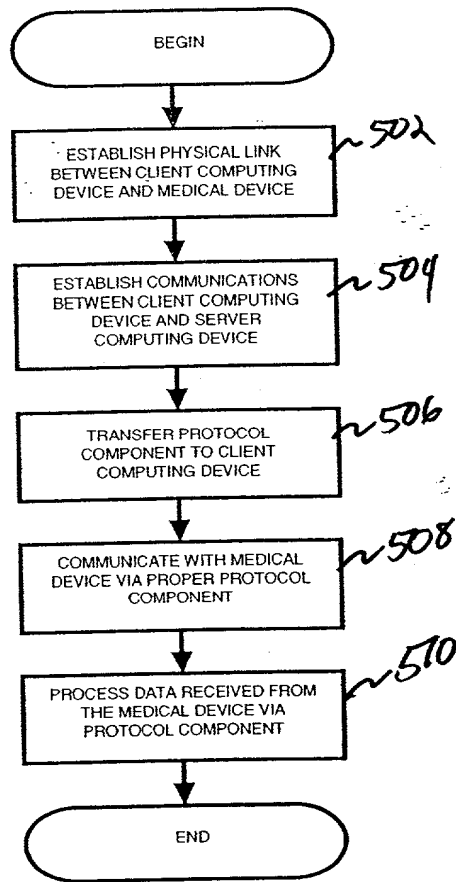 BEGIN
502
ESTABLISH PHYSICAL LINK
BETWEEN CLIENT COMPUTING
DEVICE AND MEDICAL DEVICE
504
ESTABLISH COMMUNICATIONS
BETWEEN CLIENT COMPUTING
DEVICE AND SERVER
COMPUTING DEVICE
506
TRANSFER PROTOCOL
COMPONENT TO CLIENT
COMPUTING DEVICE
508
COMMUNICATE WITH MEDICAL
DEVICE VIA PROPER PROTOCOL
COMPONENT
510
PROCESS DATA RECEIVED FROM
THE MEDICAL DEVICE VIA
PROTOCOL COMPONENT
END